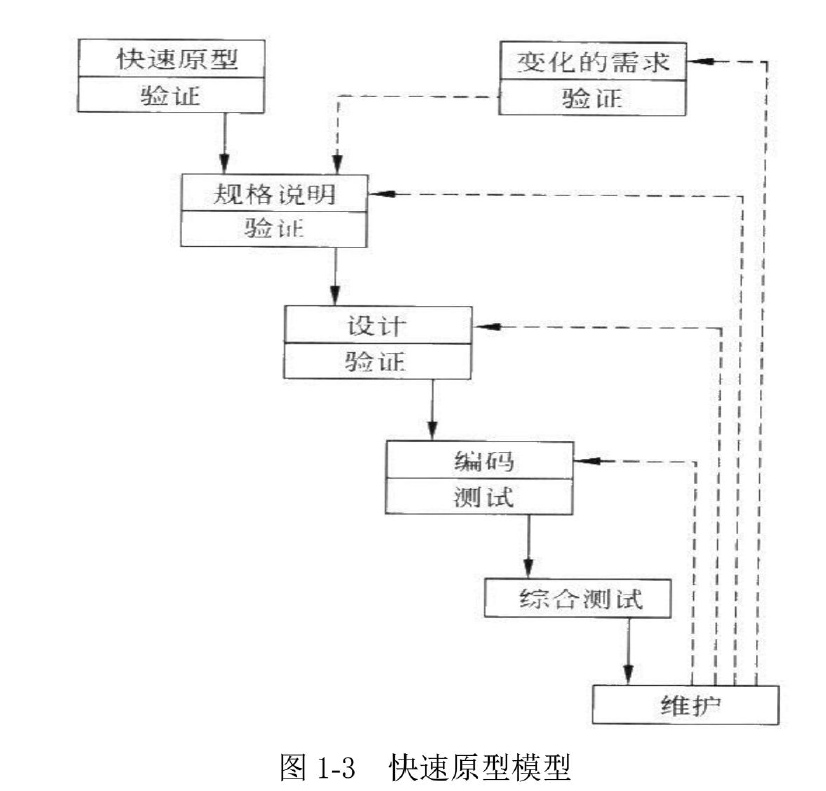 快速原型
验证
变化的需求
验证
规格说明
验证
设计
验证
编码
测试
综合测试
维护
图 1-3 快速原型模型